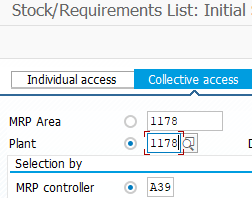 Stock/Requirements List: Initial
Individual access Collective access
MRP Area 1178
Plant 1178
Selection by
MRP controller A39